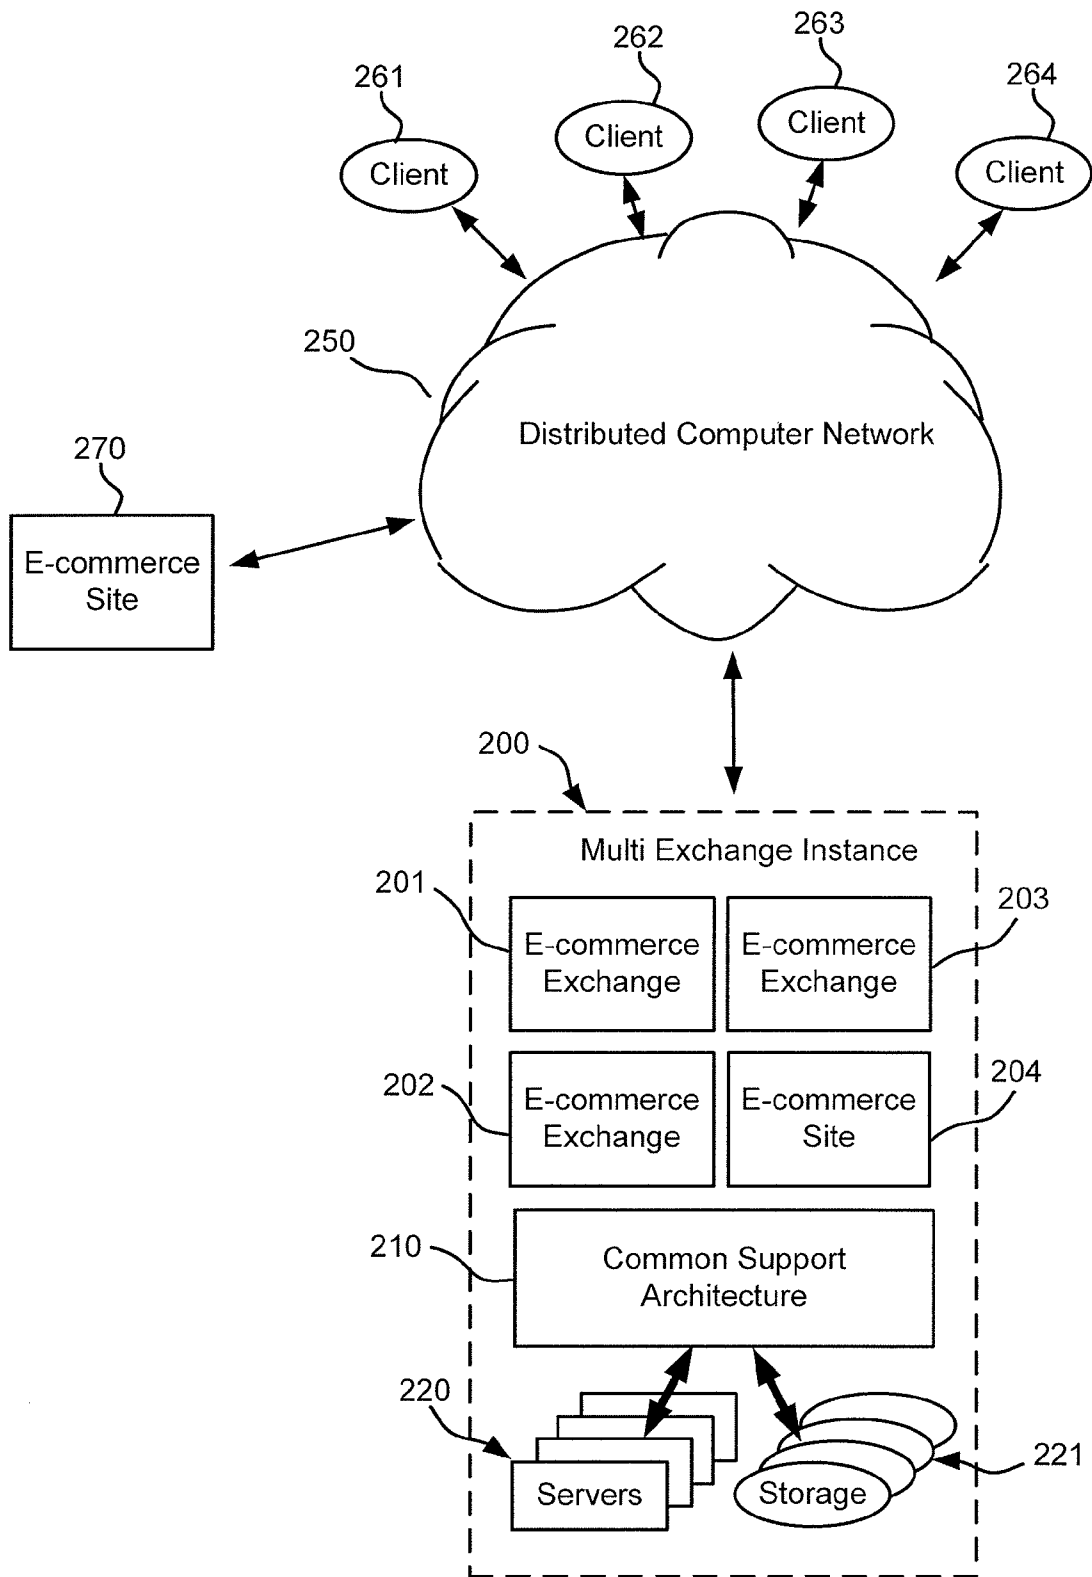 263
262
261
264
Client
Client
Client
Client
250
Distributed Computer Network
270
E-commerce
Site
200
Multi Exchange Instance
201
203
E-commerce
Exchange
E-commerce
Exchange
202
204
E-commerce
Exchange
E-commerce
Site
210
Common Support
Architecture
220
221
Servers
Storage